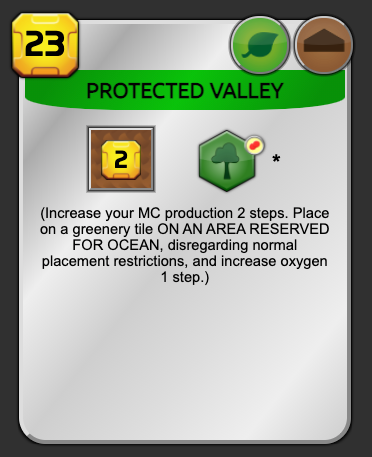 23
PROTECTED VALLEY
2
*
(Increase your MC production 2 steps. Place
on a greenery tile ON AN AREA RESERVED
FOR OCEAN, disregarding normal
placement restrictions, and increase oxygen
1 step.)